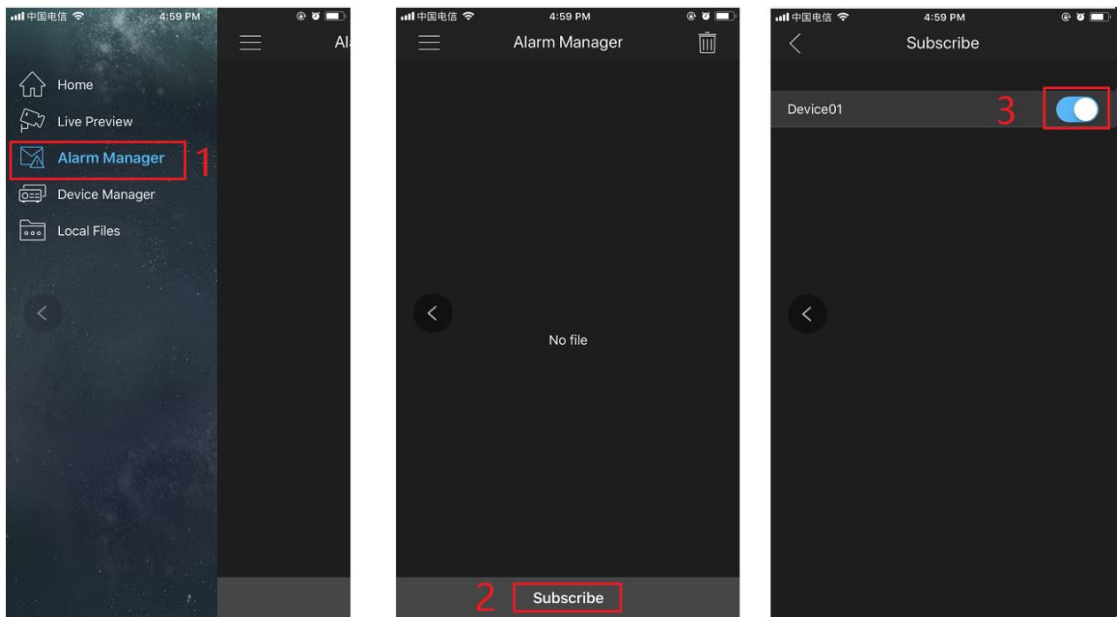 中国电信 4:59 PM
Al
Home
Live Preview
Alarm Manager
1
Device Manager
Local Files
中国电信 4:59 PM
Alarm Manager
No file
2
Subscribe
中国电信 4:59 PM
Subscribe
Device01
3